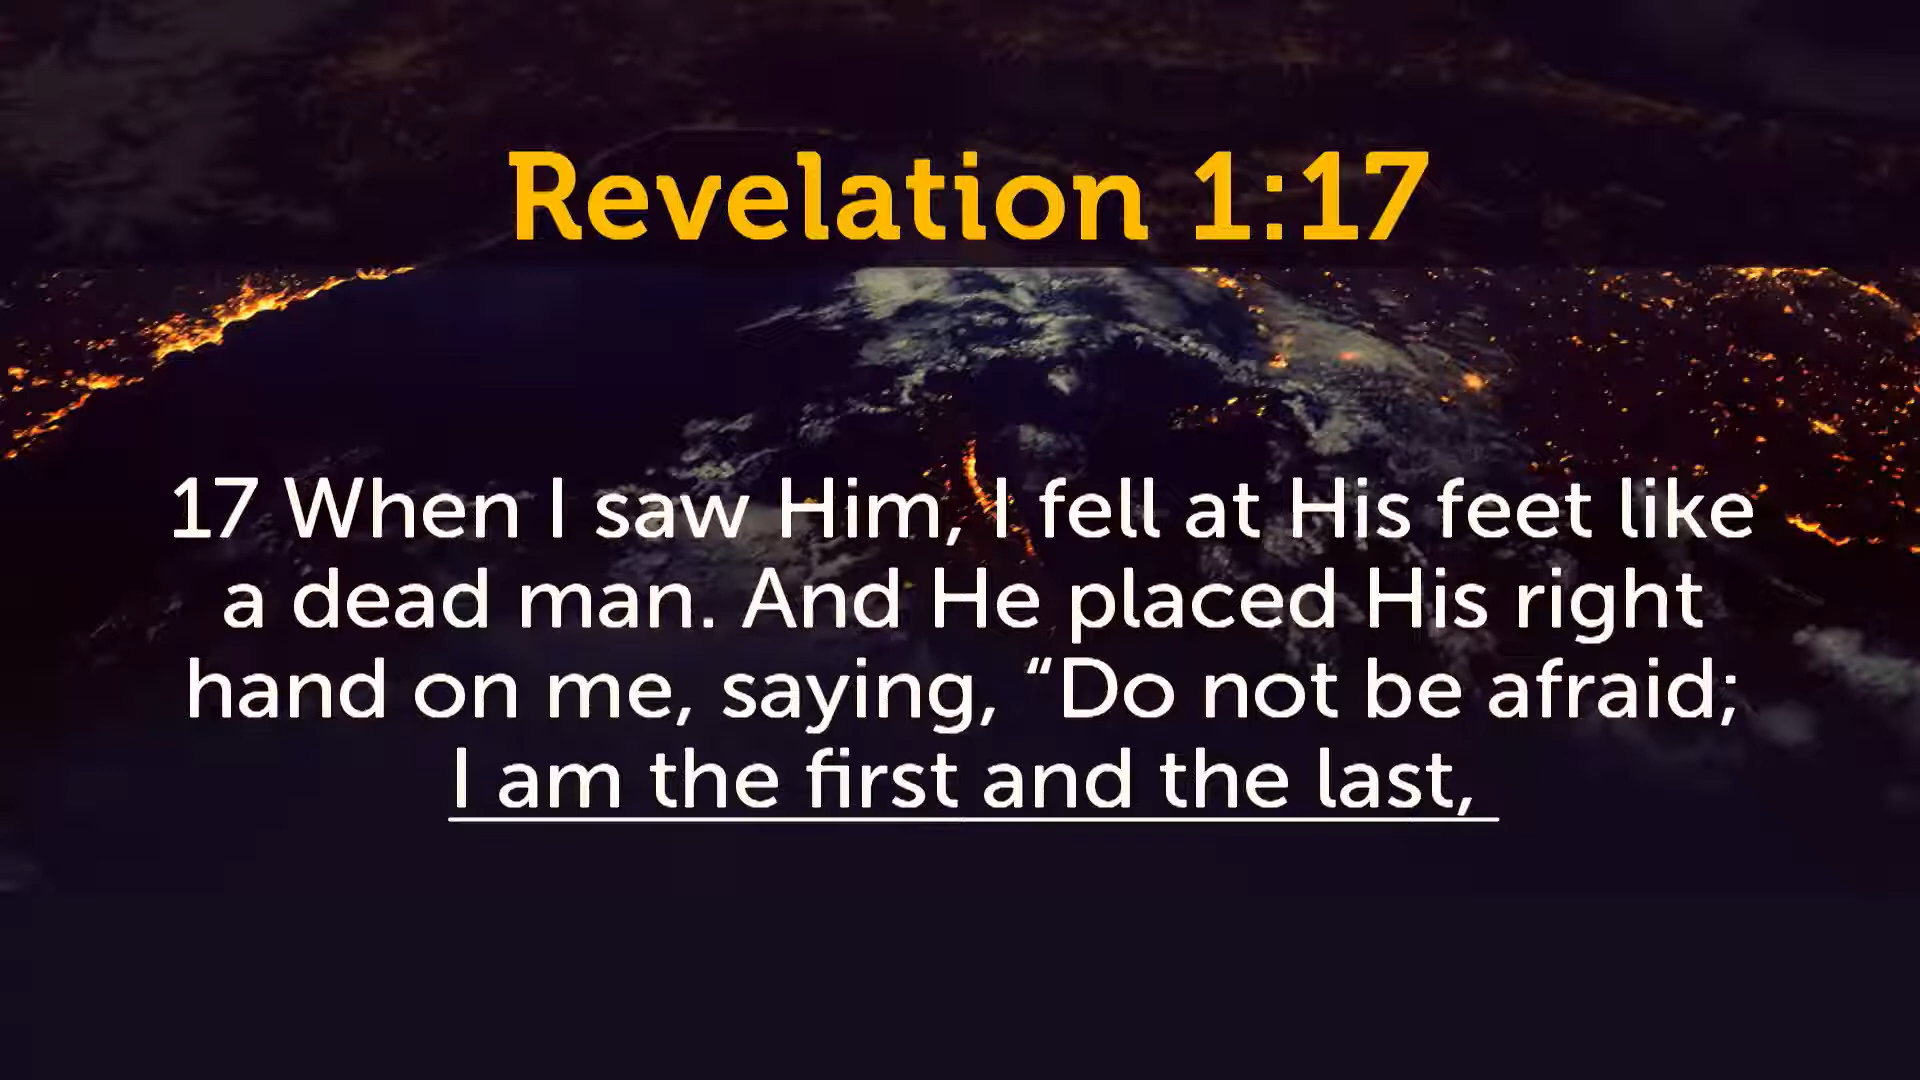 Revelation 1:17
17 When I saw Him, I fell at His feet like
a dead man. And He placed His right
hand on me, saying, “Do not be afraid;
I am the first and the last,